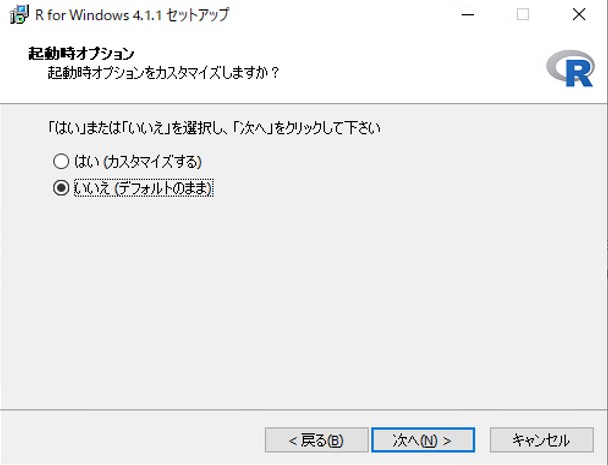 R for Windows 4.1.1 セットアップ
起動時オプション
起動時オプションをカスタマイズしますか？
R
「はい」または「いいえ」を選択し、「次へ」をクリックして下さい
はい (カスタマイズする)
いいえ (デフォルトのまま)
< 戻る(B) 次へ(N) > キャンセル